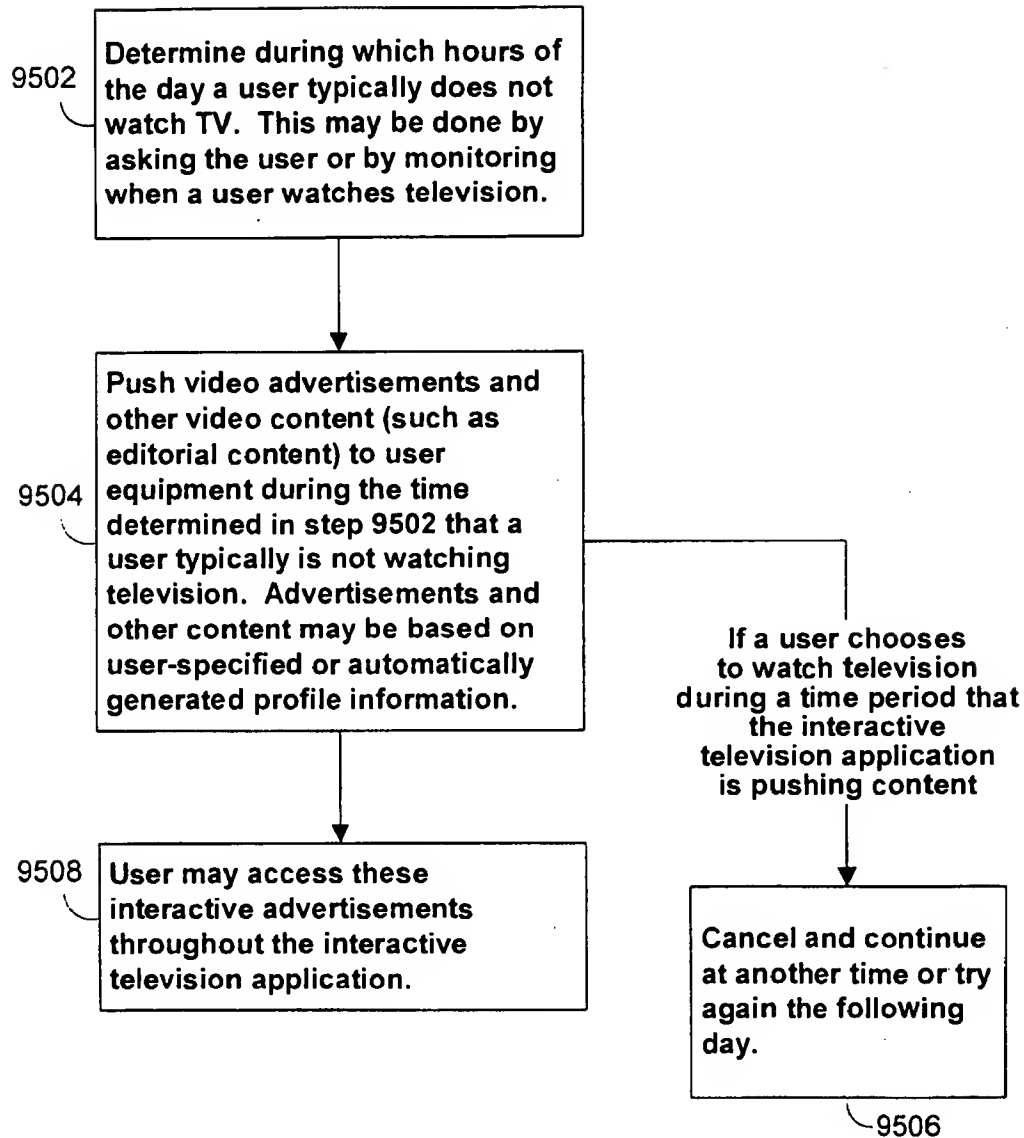 9502
Determine during which hours of
the day a user typically does not
watch TV. This may be done by
asking the user or by monitoring
when a user watches television.
9504
Push video advertisements and
other video content (such as
editorial content) to user
equipment during the time
determined in step 9502 that a
user typically is not watching
television. Advertisements and
other content may be based on
user-specified or automatically
generated profile information.
If a user chooses
to watch television
during a time period that
the interactive
television application
is pushing content
9508
User may access these
interactive advertisements
throughout the interactive
television application.
Cancel and continue
at another time or try
again the following
day.
9506